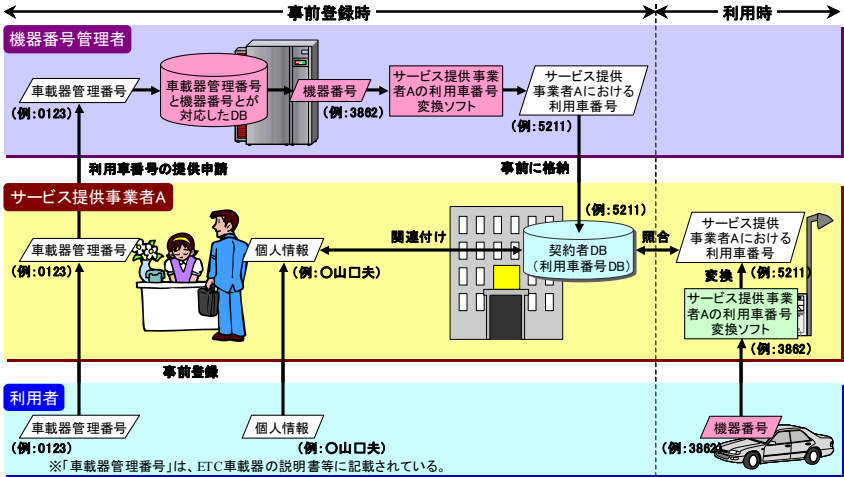 事前登録時
利用時
機器番号管理者
車載器管理番号
(例:0123)
車載器管理番号
と機器番号とが
対応したDB
機器番号
(例:3862)
サービス提供事業
者Aの利用車番号
変換ソフト
サービス提供
事業者Aにおける
利用車番号
(例:5211)
利用車番号の提供申請
事前に格納
サービス提供事業者A
車載器管理番号
(例:0123)
個人情報
(例:〇山口夫)
関連付け
(例:5211)
契約者DB
(利用車番号DB)
照合
サービス提供
事業者Aにおける
利用車番号
変換
(例:5211)
サービス提供事業
者Aの利用車番号
変換ソフト
(例:3862)
事前登録
利用者
車載器管理番号
(例:0123)
個人情報
(例:〇山口夫)
機器番号
(例:3862)
※「車載器管理番号」は、ETC車載器の説明書等に記載されている。